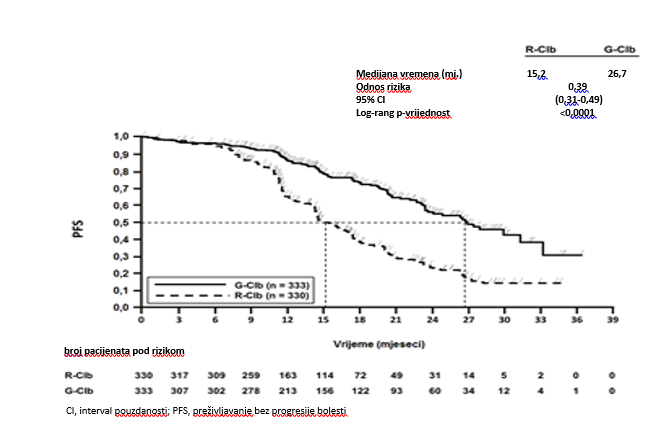 R-Clb G-Clb
Medijana vremena (mj.) 15,2 26,7
Odnos rizika 0,39
95% CI (0,31-0,49)
Log-rang p-vrijednost <0,0001
1,0
0,9
0,8
0,7
0,6
0,5
0,4
0,3
0,2
0,1
0,0
PFS
G-Clb (n = 333)
R-Clb (n = 330)
0 3 6 9 12 15 18 21 24 27 30 33 36 39
Vrijeme (mjeseci)
broj pacijenata pod rizikom
R-Clb 330 317 309 259 163 114 72 49 31 14 5 2 0 0
G-Clb 333 307 302 278 213 156 122 93 60 34 12 4 1 0
CI, interval pouzdanosti; PFS, preživljavanje bez progresije bolesti